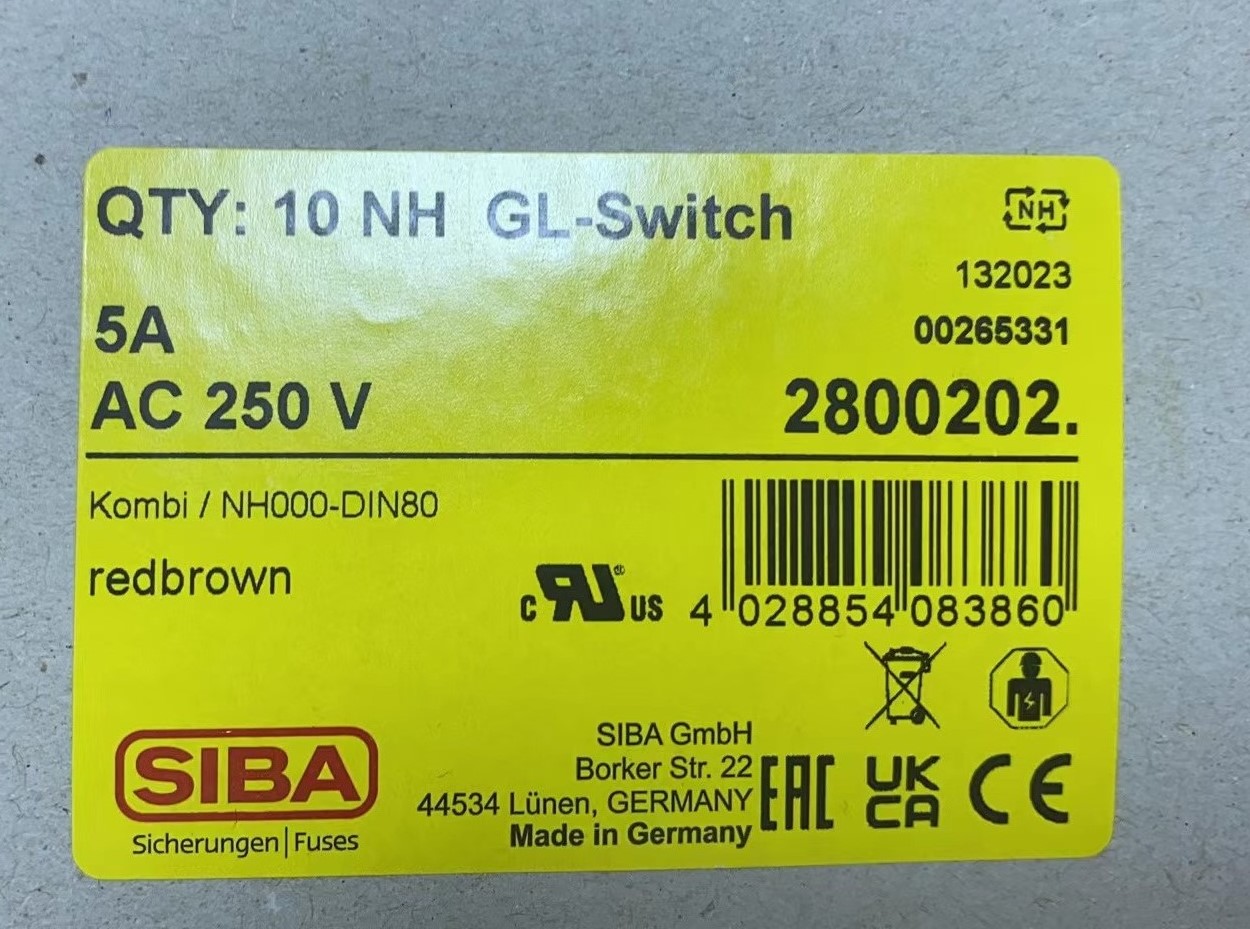 QTY: 10 NH GL-Switch
NH
132023
5A
00265331
AC 250 V
2800202.
Kombi / NH000-DIN80
redbrown
c RU us
4 028854 083860
SIBA
Sicherungen | Fuses
SIBA GmbH
Borker Str. 22
44534 Lünen, GERMANY
Made in Germany
EAC
UK
CA
CE